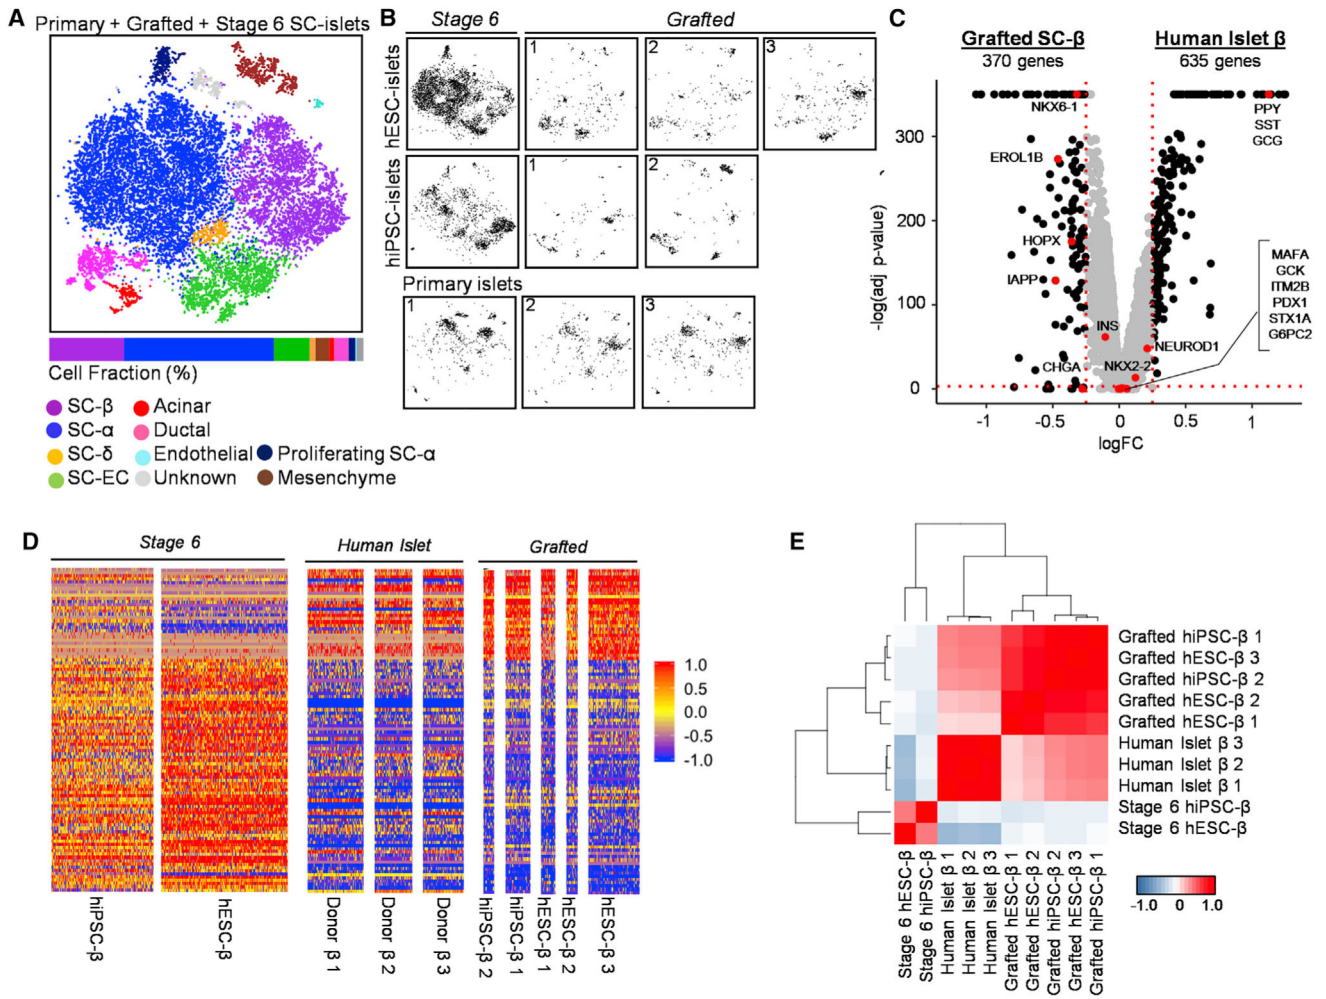 A
Primary + Grafted + Stage 6 SC-islets
Cell Fraction (%)
SC-β
SC-α
SC-δ
SC-EC
Acinar
Ductal
Endothelial
Unknown
Proliferating SC-α
Mesenchyme
B
Stage 6
Grafted
hESC-islets
1
2
3
hiPSC-islets
1
2
Primary islets
1
2
3
C
Grafted SC-β
370 genes
Human Islet β
635 genes
-log(adj p-value)
300
200
100
0
NKX6-1
EROL1B
HOPX
IAPP
INS
CHGA
NKX2-2
NEUROD1
PPY
SST
GCG
MAFA
GCK
ITM2B
PDX1
STX1A
G6PC2
-1
-0.5
0
0.5
1
logFC
D
Stage 6
Human Islet
Grafted
hiPSC-β
hESC-β
Donor β 1
Donor β 2
Donor β 3
hiPSC-β 2
hiPSC-β 1
hESC-β 1
hESC-β 2
hESC-β 3
1.0
0.5
0.0
-0.5
-1.0
E
Grafted hiPSC-β 1
Grafted hESC-β 3
Grafted hiPSC-β 2
Grafted hESC-β 2
Grafted hESC-β 1
Human Islet β 3
Human Islet β 2
Human Islet β 1
Stage 6 hiPSC-β
Stage 6 hESC-β
Stage 6 hESC-β
Stage 6 hiPSC-β
Human Islet β 1
Human Islet β 2
Human Islet β 3
Grafted hESC-β 1
Grafted hESC-β 2
Grafted hiPSC-β 2
Grafted hESC-β 3
Grafted hiPSC-β 1
-1.0
0
1.0